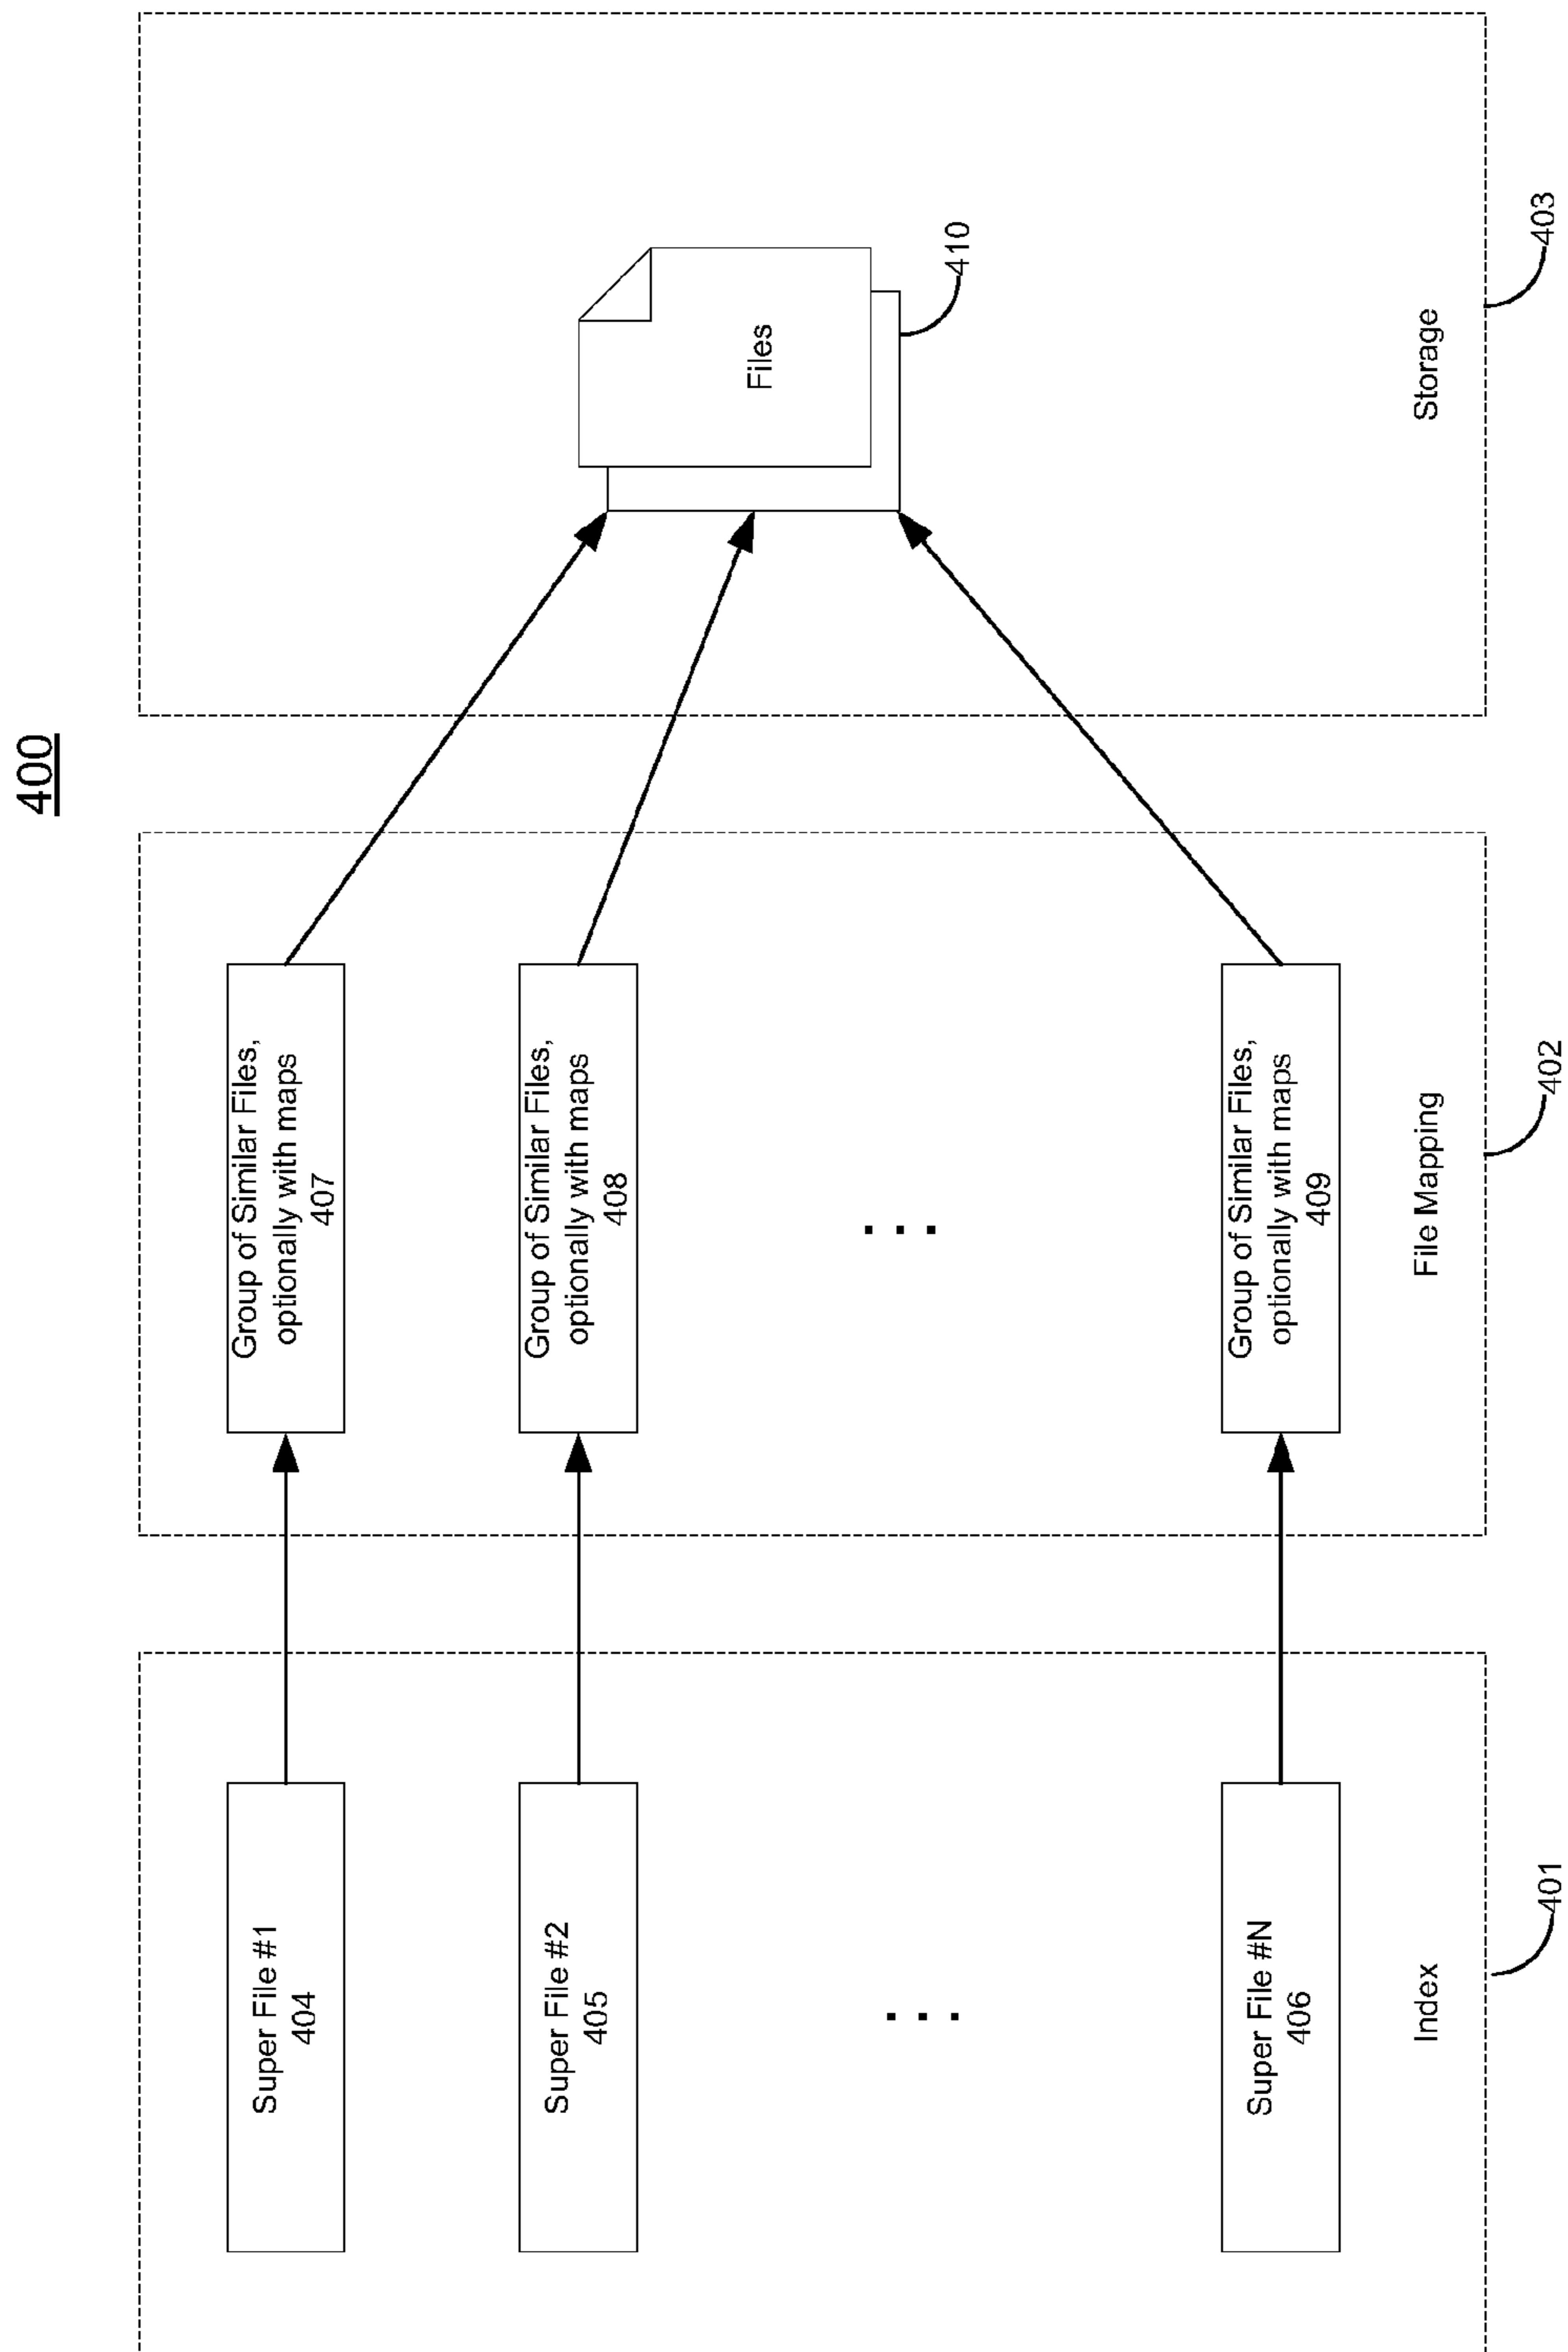 400
Super File #1
404
Group of Similar Files,
optionally with maps
407
Super File #2
405
Group of Similar Files,
optionally with maps
408
Files
410
. . .
. . .
Super File #N
406
Group of Similar Files,
optionally with maps
409
Index
File Mapping
Storage
401
402
403